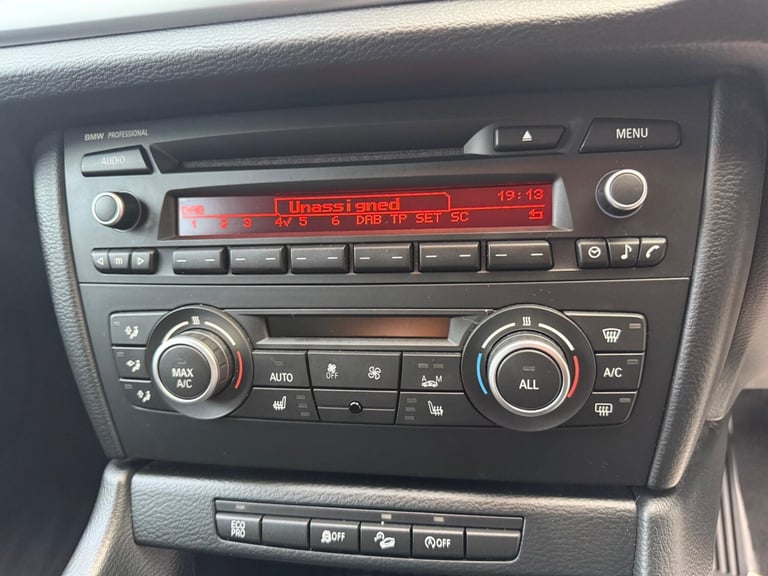 BMW PROFESSIONAL
AUDIO
MENU
DAB Unassigned 19:13
1 2 3 4√ 5 6 DAB TP SET SC
m
MAX A/C
AUTO
OFF
A M
ALL
A/C
ECO PRO
OFF
OFF